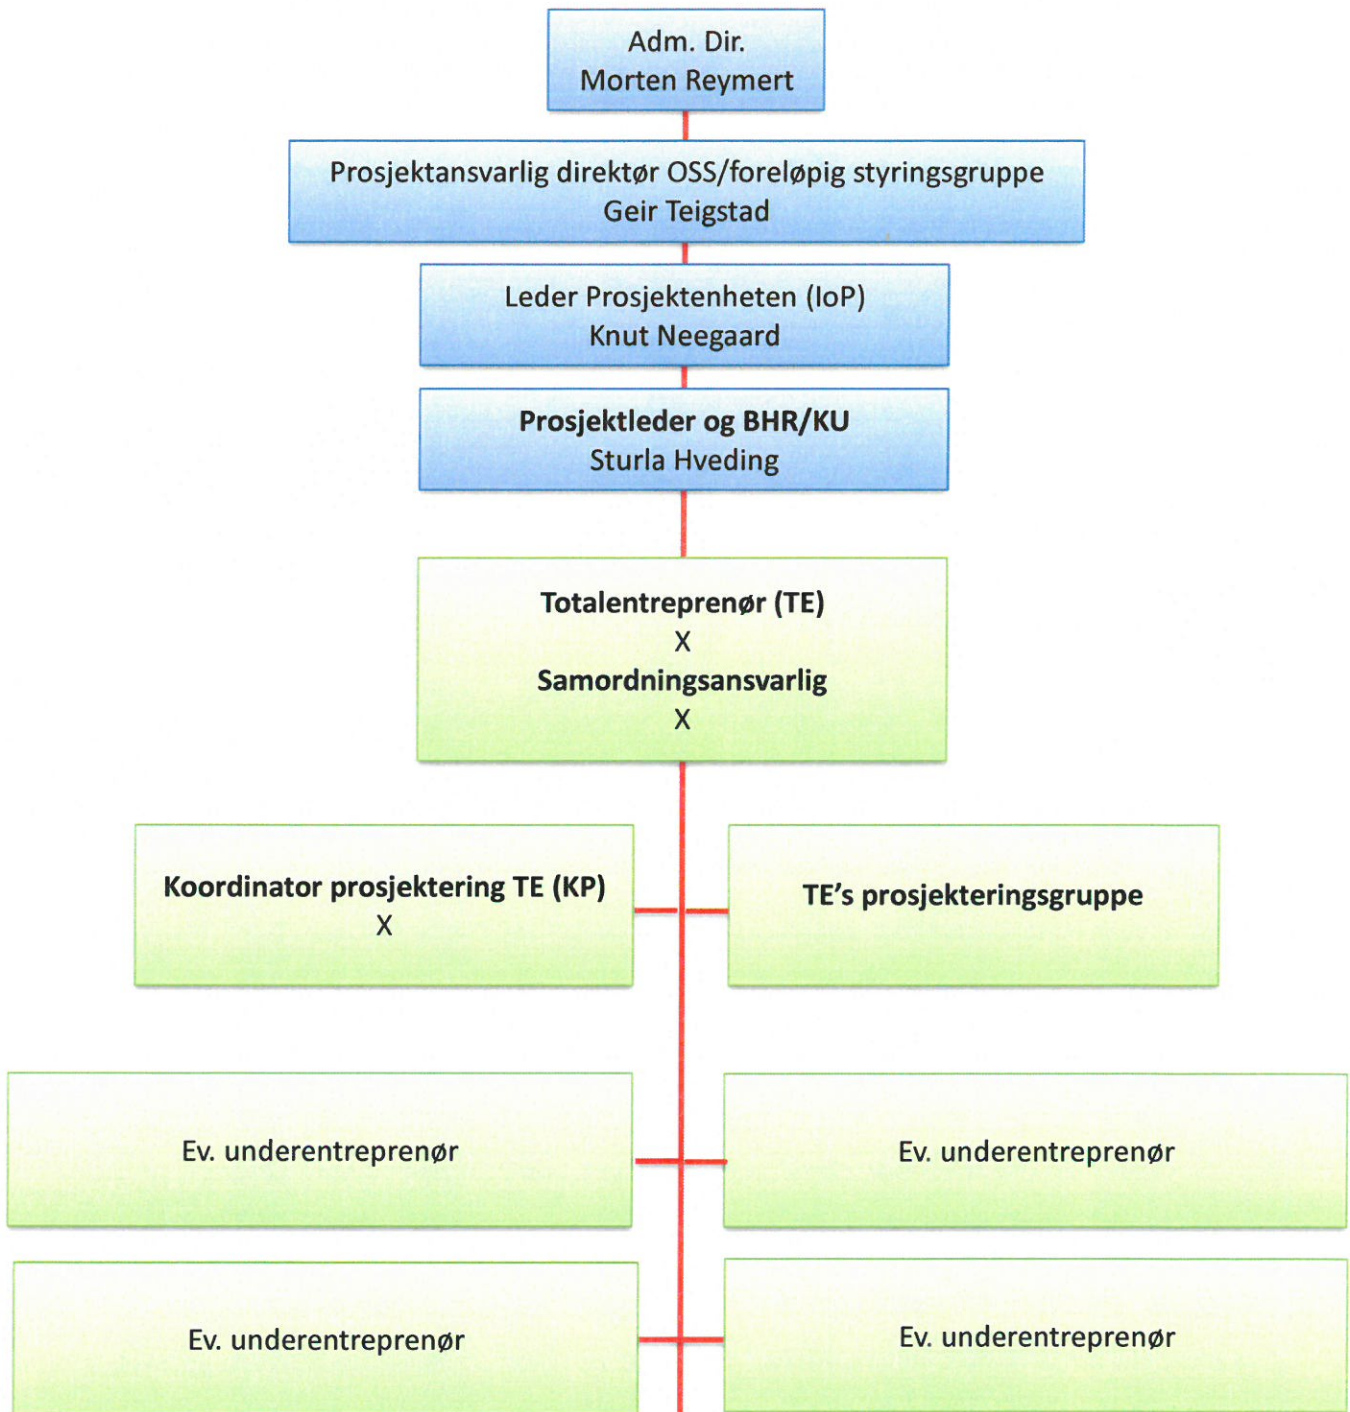 Adm. Dir.
Morten Reymert
Prosjektansvarlig direktør OSS/foreløpig styringsgruppe
Geir Teigstad
Leder Prosjektenheten (IoP)
Knut Neegaard
Prosjektleder og BHR/KU
Sturla Hveding
Totalentreprenør (TE)
X
Samordningsansvarlig
X
Koordinator prosjektering TE (KP)
X
TE’s prosjekteringsgruppe
Ev. underentreprenør
Ev. underentreprenør
Ev. underentreprenør
Ev. underentreprenør